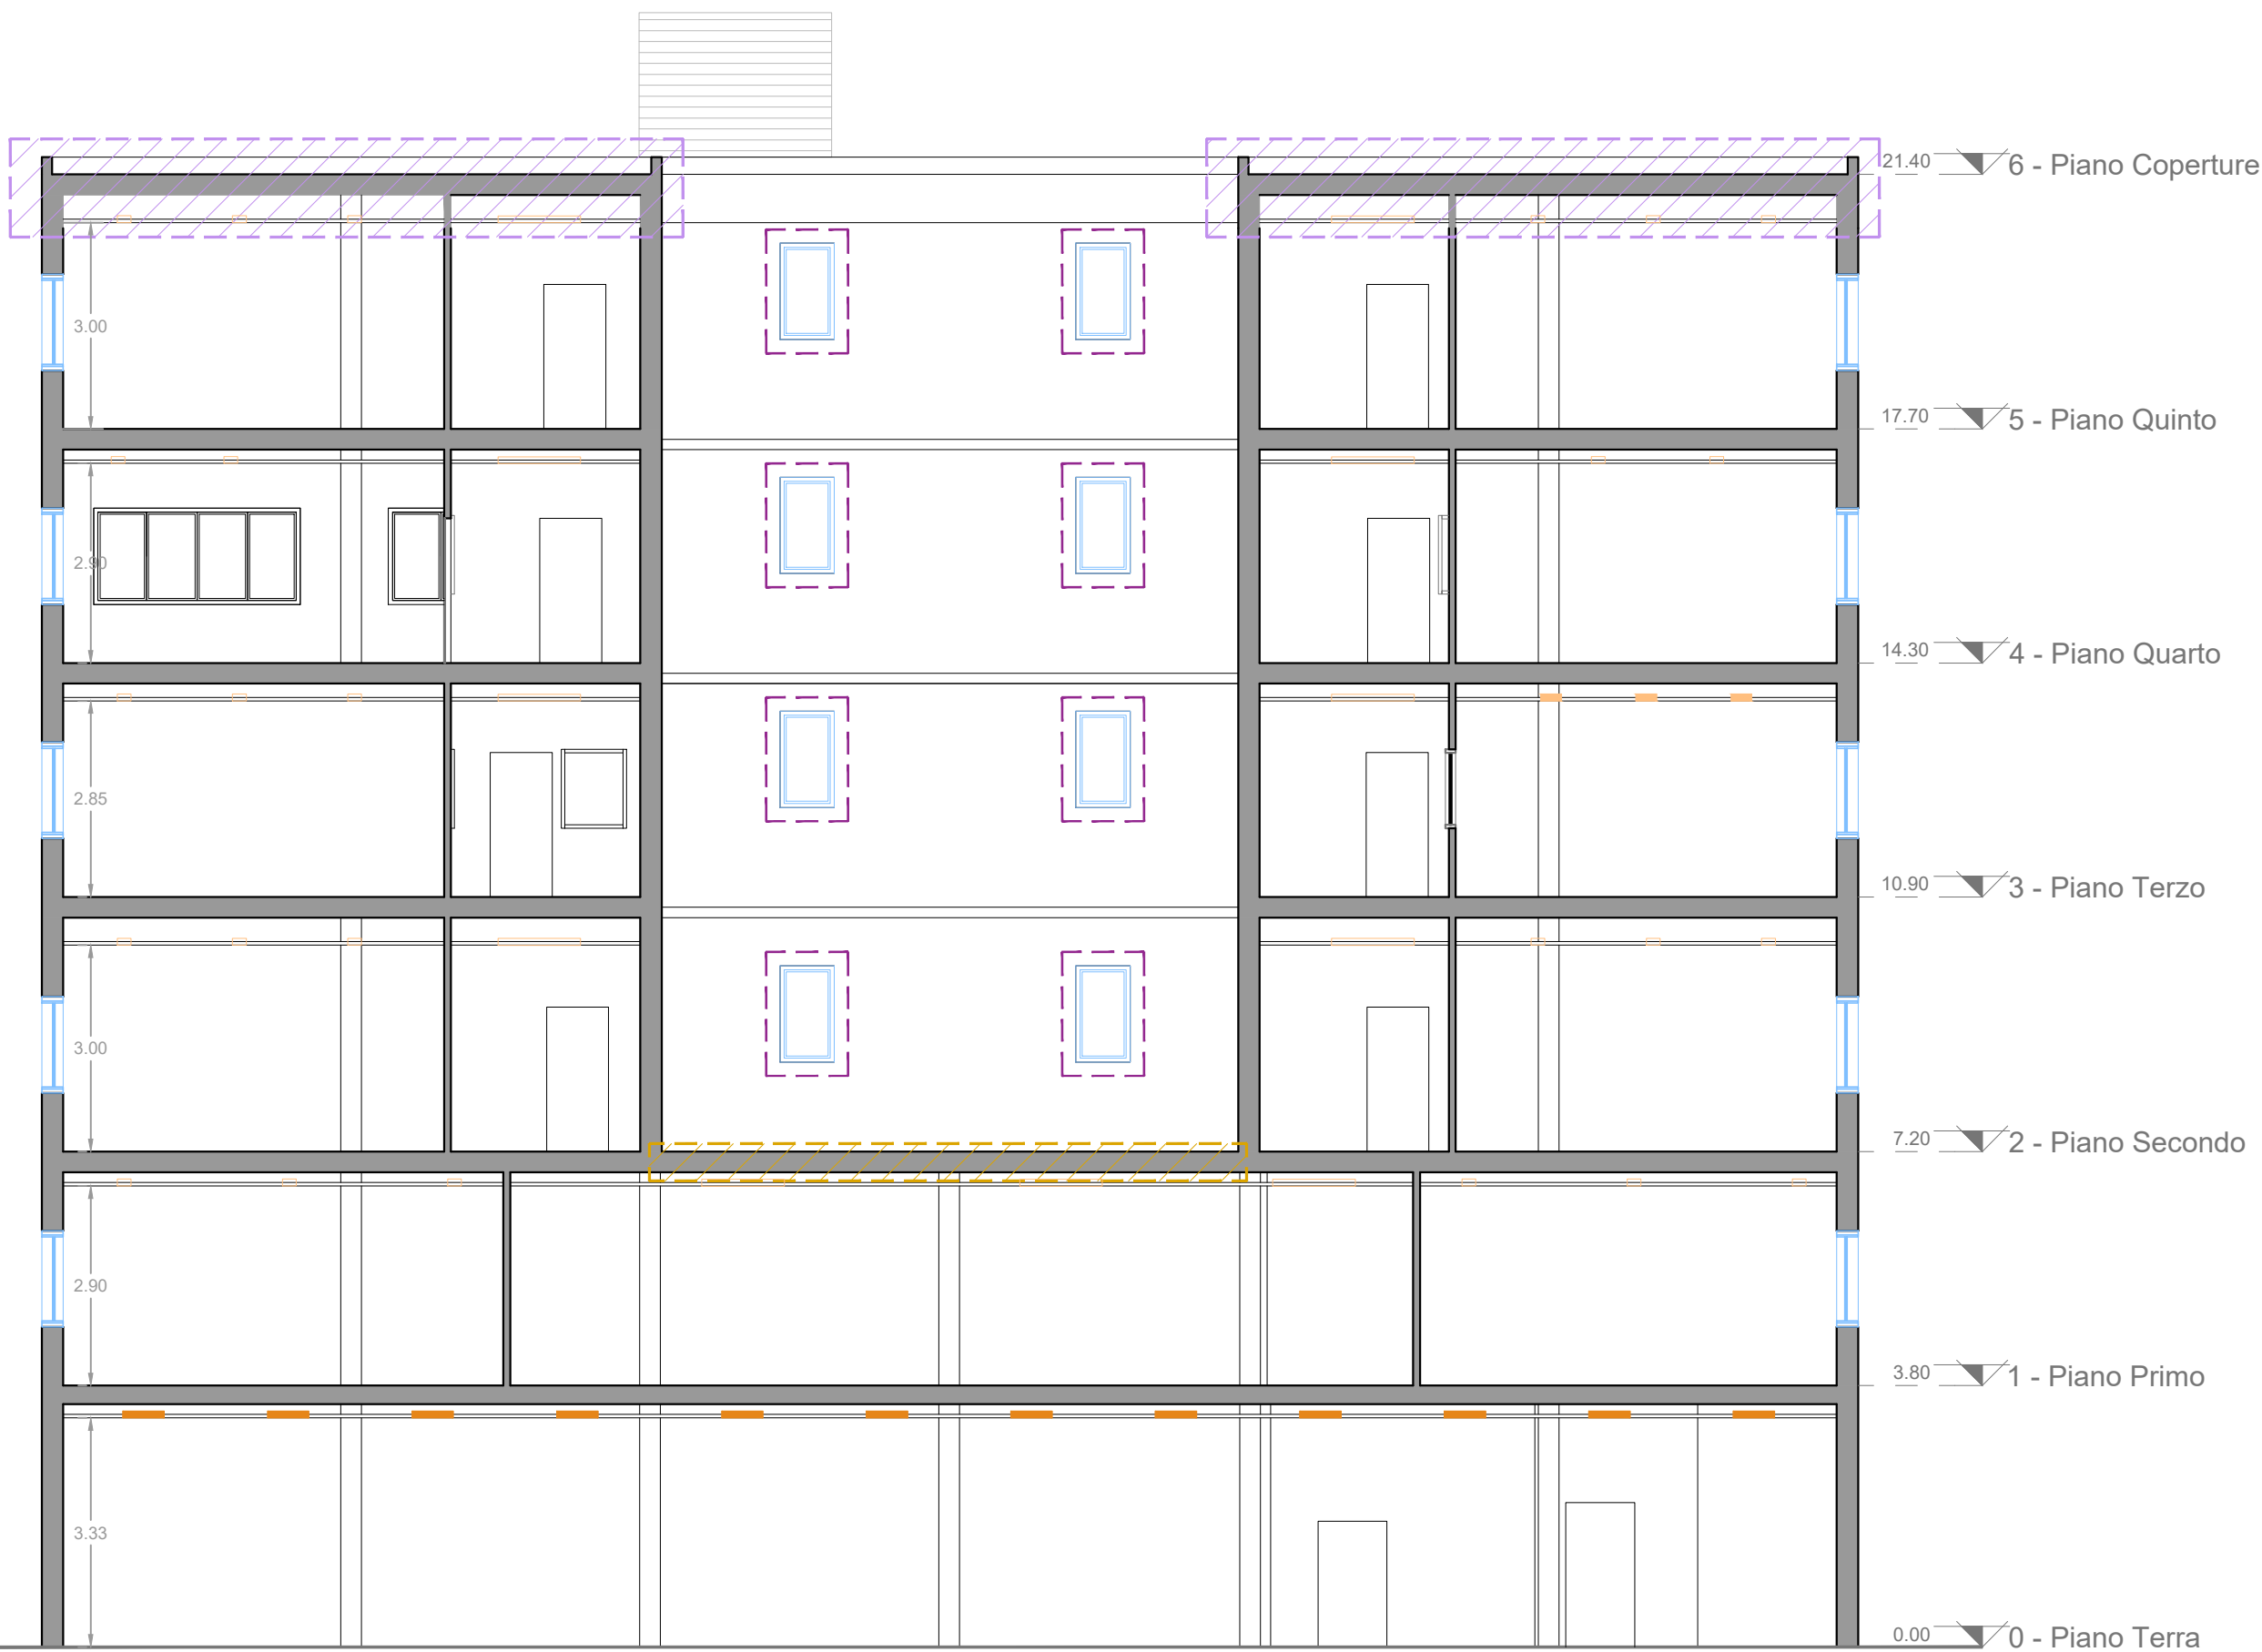 21.40 6 - Piano Coperture
3.00
17.70 5 - Piano Quinto
2.90
14.30 4 - Piano Quarto
2.85
10.90 3 - Piano Terzo
3.00
7.20 2 - Piano Secondo
2.90
3.80 1 - Piano Primo
3.33
0.00 0 - Piano Terra